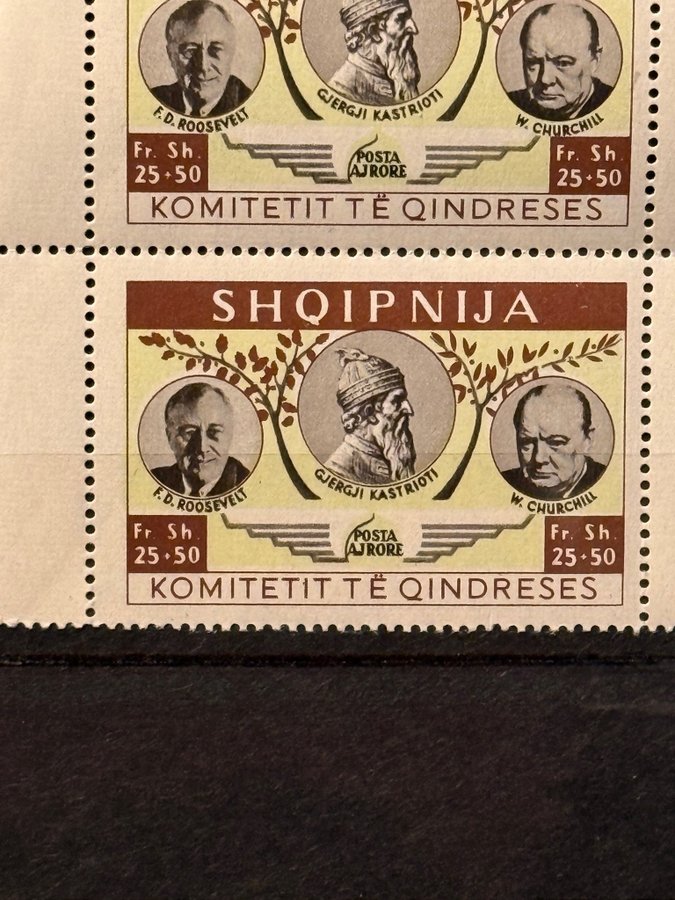 F. D. ROOSEVELT
GJERGJI KASTRIOTI
W. CHURCHILL
Fr. Sh.
25+50
POSTA
AJRORE
Fr. Sh.
25+50
KOMITETIT TË QINDRESES
SHQIPNIJA
F. D. ROOSEVELT
GJERGJI KASTRIOTI
W. CHURCHILL
Fr. Sh.
25+50
POSTA
AJRORE
Fr. Sh.
25+50
KOMITETIT TË QINDRESES